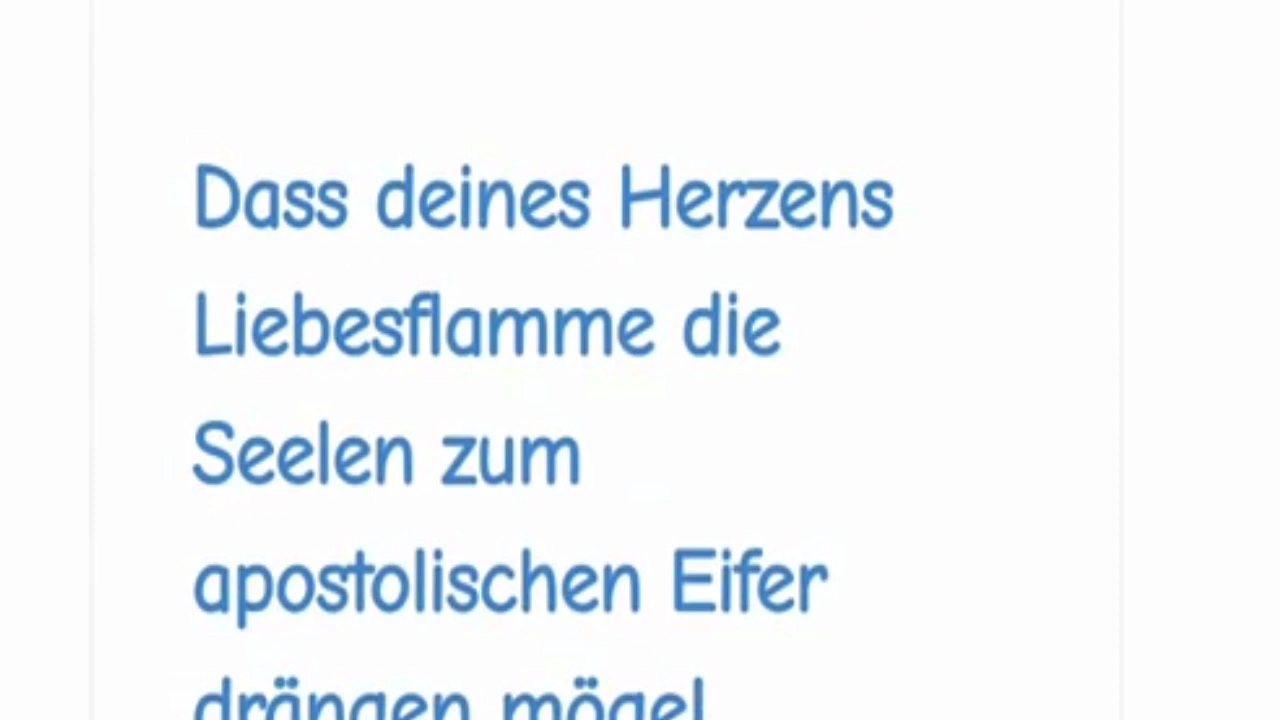 Dass deines Herzens
Liebesflamme die
Seelen zum
apostolischen Eifer
drängen möge!